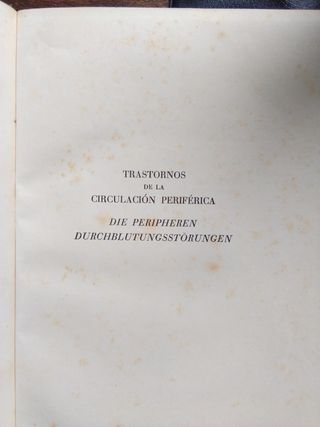 TRASTORNOS
DE LA
CIRCULACIÓN PERIFÉRICA
DIE PERIPHEREN
DURCHBLUTUNGSSTÖRUNGEN